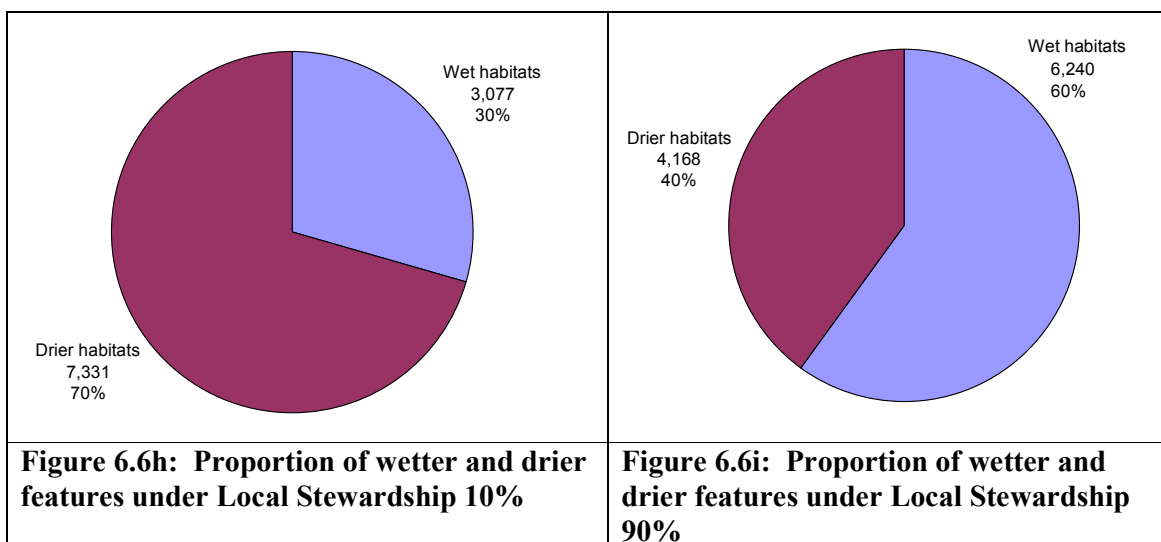 Wet habitats
3,077
30%
Drier habitats
7,331
70%
Wet habitats
6,240
60%
Drier habitats
4,168
40%
Figure 6.6h: Proportion of wetter and drier
features under Local Stewardship 10%
Figure 6.6i: Proportion of wetter and
drier features under Local Stewardship
90%